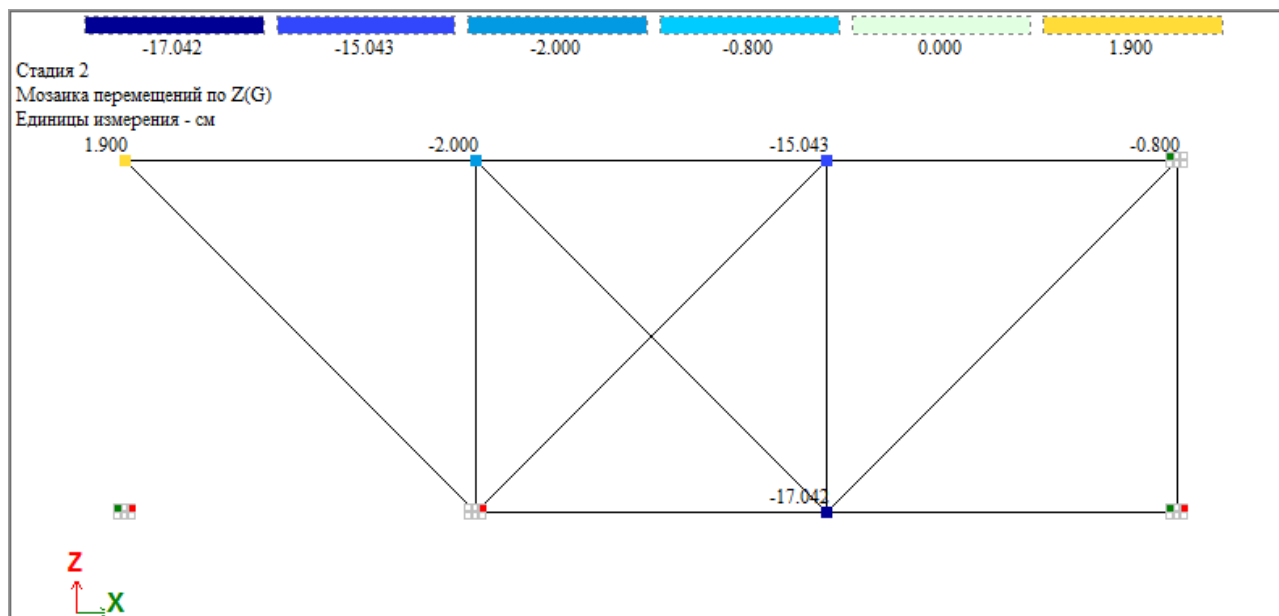 -17.042 -15.043 -2.000 -0.800 0.000 1.900
Стадия 2
Мозаика перемещений по Z(G)
Единицы измерения - см
1.900 -2.000 -15.043 -0.800
-17.042
Z
X